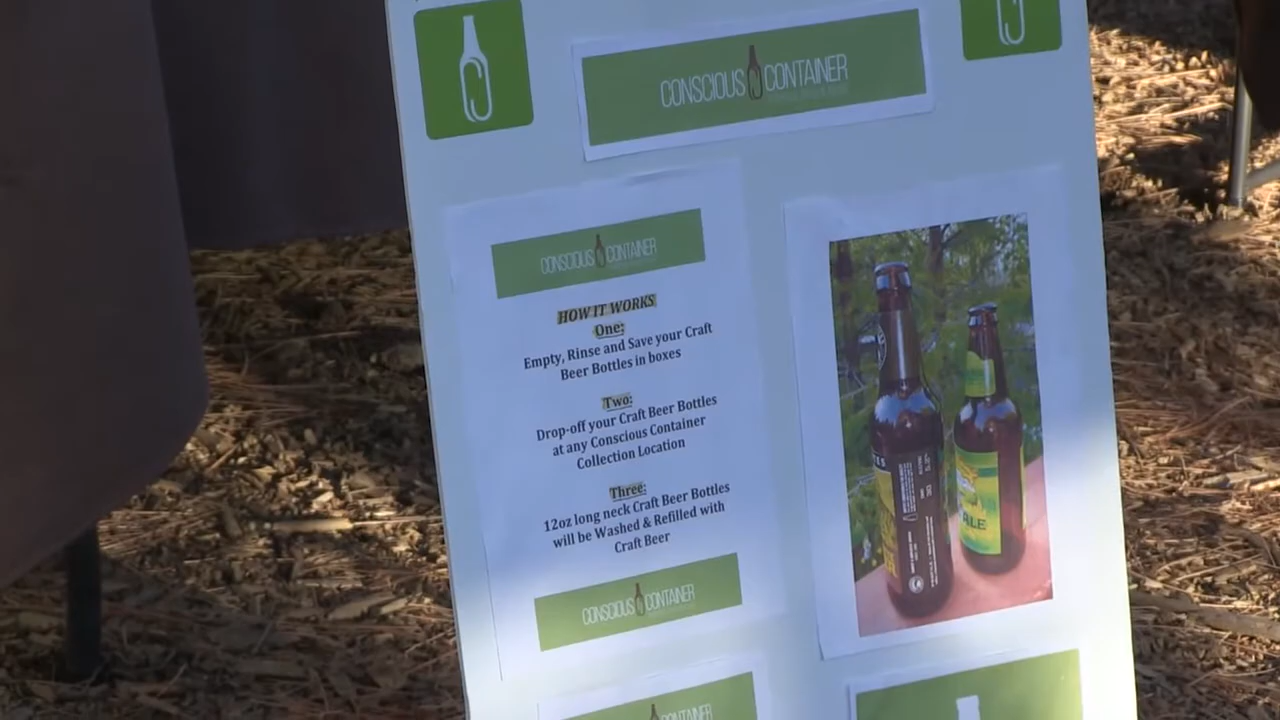 CONSCIOUS CONTAINER
CONSCIOUS CONTAINER
HOW IT WORKS
One:
Empty, Rinse and Save your Craft
Beer Bottles in boxes
Two:
Drop-off your Craft Beer Bottles
at any Conscious Container
Collection Location
Three:
12oz long neck Craft Beer Bottles
will be Washed & Refilled with
Craft Beer
CONSCIOUS CONTAINER
CONSCIOUS CONTAINER
ALE